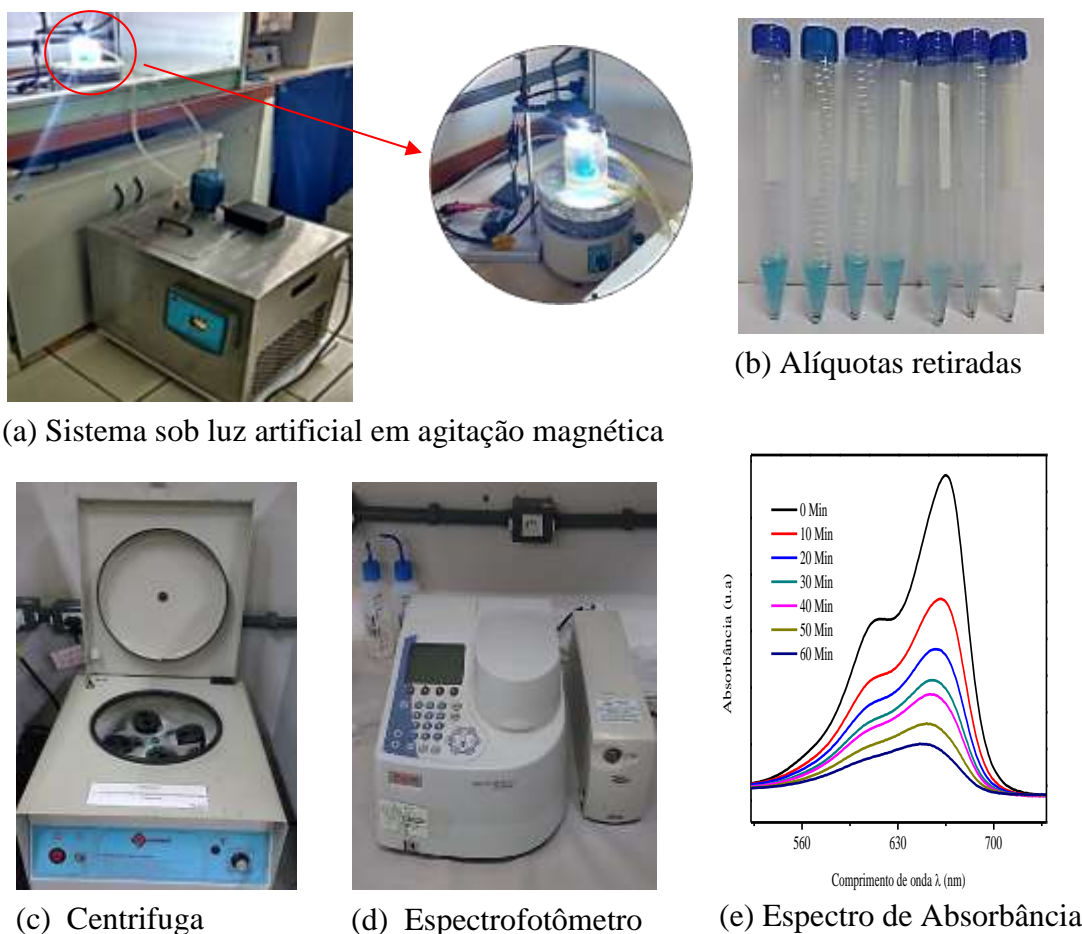 (a) Sistema sob luz artificial em agitação magnética
(b) Alíquotas retiradas
(c) Centrifuga
(d) Espectrofotômetro
Absorbância (u.a)
0 Min
10 Min
20 Min
30 Min
40 Min
50 Min
60 Min
560
630
700
Comprimento de onda λ (nm)
(e) Espectro de Absorbância